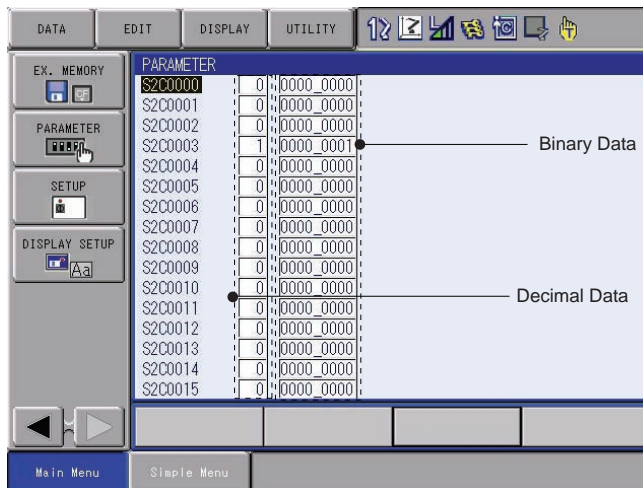 DATA EDIT DISPLAY UTILITY
EX. MEMORY
CF
PARAMETER
SETUP
DISPLAY SETUP
Aa
PARAMETER
S2C0000 0 0000_0000
S2C0001 0 0000_0000
S2C0002 0 0000_0000
S2C0003 1 0000_0001 Binary Data
S2C0004 0 0000_0000
S2C0005 0 0000_0000
S2C0006 0 0000_0000
S2C0007 0 0000_0000
S2C0008 0 0000_0000
S2C0009 0 0000_0000
S2C0010 0 0000_0000
S2C0011 0 0000_0000 Decimal Data
S2C0012 0 0000_0000
S2C0013 0 0000_0000
S2C0014 0 0000_0000
S2C0015 0 0000_0000
Main Menu Simple Menu